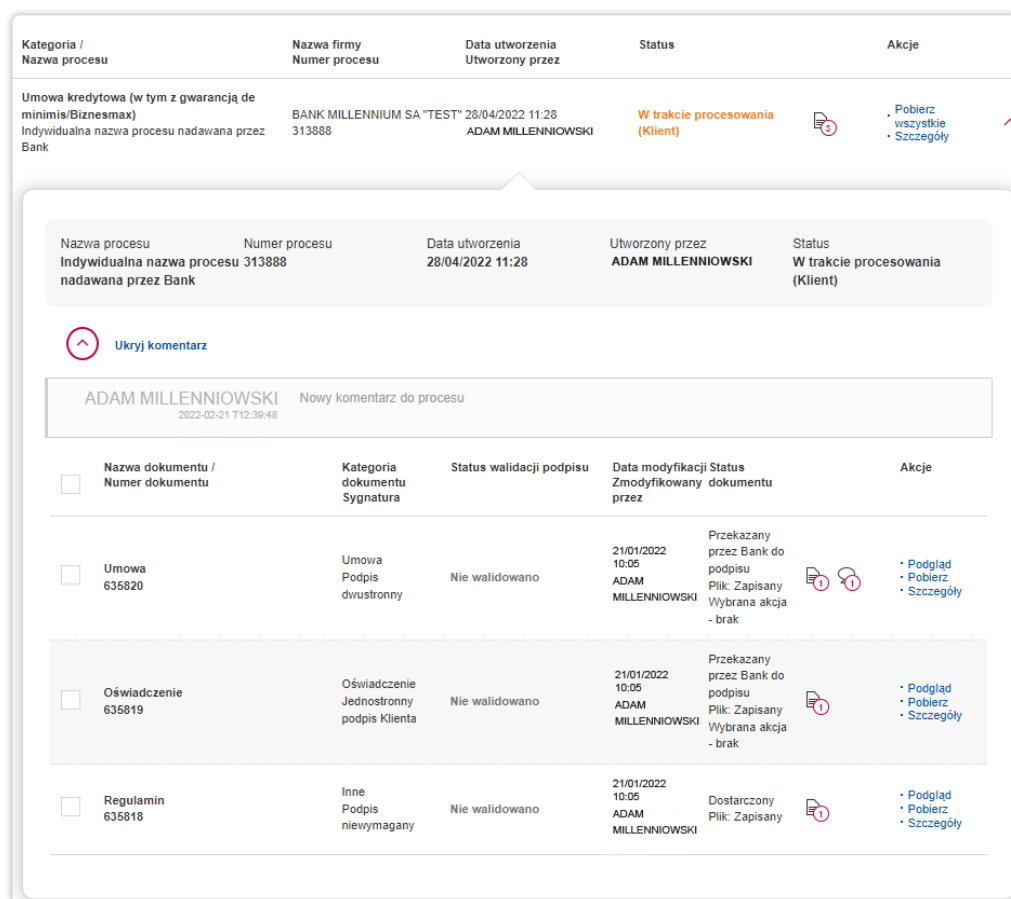 Kategoria /
Nazwa procesu
Nazwa firmy
Numer procesu
Data utworzenia
Utworzony przez
Status
Akcje
Umowa kredytowa (w tym z gwarancją de
minimis/Biznesmax)
Indywidualna nazwa procesu nadawana przez
Bank
BANK MILLENNIUM SA "TEST"
313888
28/04/2022 11:28
ADAM MILLENNIOWSKI
W trakcie procesowania
(Klient)
3
Pobierz
wszystkie
Szczegóły
Nazwa procesu
Indywidualna nazwa procesu
nadawana przez Bank
Numer procesu
313888
Data utworzenia
28/04/2022 11:28
Utworzony przez
ADAM MILLENNIOWSKI
Status
W trakcie procesowania
(Klient)
Ukryj komentarz
ADAM MILLENNIOWSKI
2022-02-21 T12:39:48
Nowy komentarz do procesu
Nazwa dokumentu /
Numer dokumentu
Kategoria
dokumentu
Sygnatura
Status walidacji podpisu
Data modyfikacji
Zmodyfikowany
przez
Status
dokumentu
Akcje
Umowa
635820
Umowa
Podpis
dwustronny
Nie walidowano
21/01/2022
10:05
ADAM
MILLENNIOWSKI
Przekazany
przez Bank do
podpisu
Plik: Zapisany
Wybrana akcja
- brak
1
1
Podgląd
Pobierz
Szczegóły
Oświadczenie
635819
Oświadczenie
Jednostronny
podpis Klienta
Nie walidowano
21/01/2022
10:05
ADAM
MILLENNIOWSKI
Przekazany
przez Bank do
podpisu
Plik: Zapisany
Wybrana akcja
- brak
1
Podgląd
Pobierz
Szczegóły
Regulamin
635818
Inne
Podpis
niewymagany
Nie walidowano
21/01/2022
10:05
ADAM
MILLENNIOWSKI
Dostarczony
Plik: Zapisany
1
Podgląd
Pobierz
Szczegóły